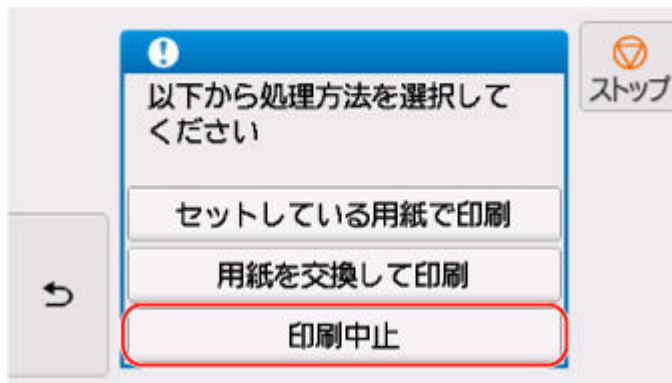 以下から処理方法を選択して
ください
ストップ
セットしている用紙で印刷
用紙を交換して印刷
印刷中止